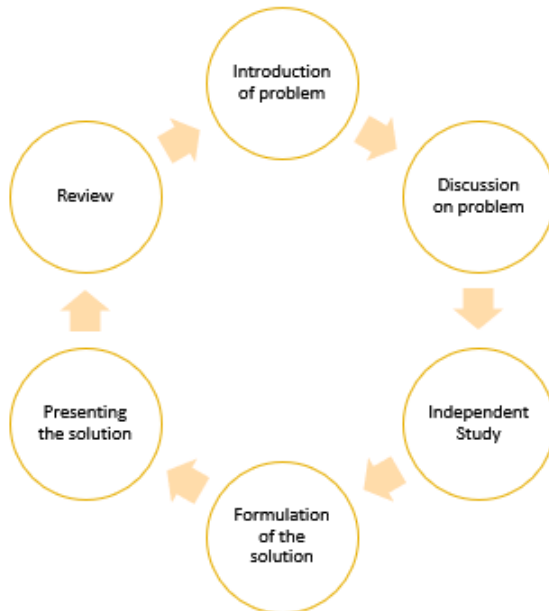 Introduction
of problem
Discussion
on problem
Independent
Study
Formulation
of the
solution
Presenting
the solution
Review